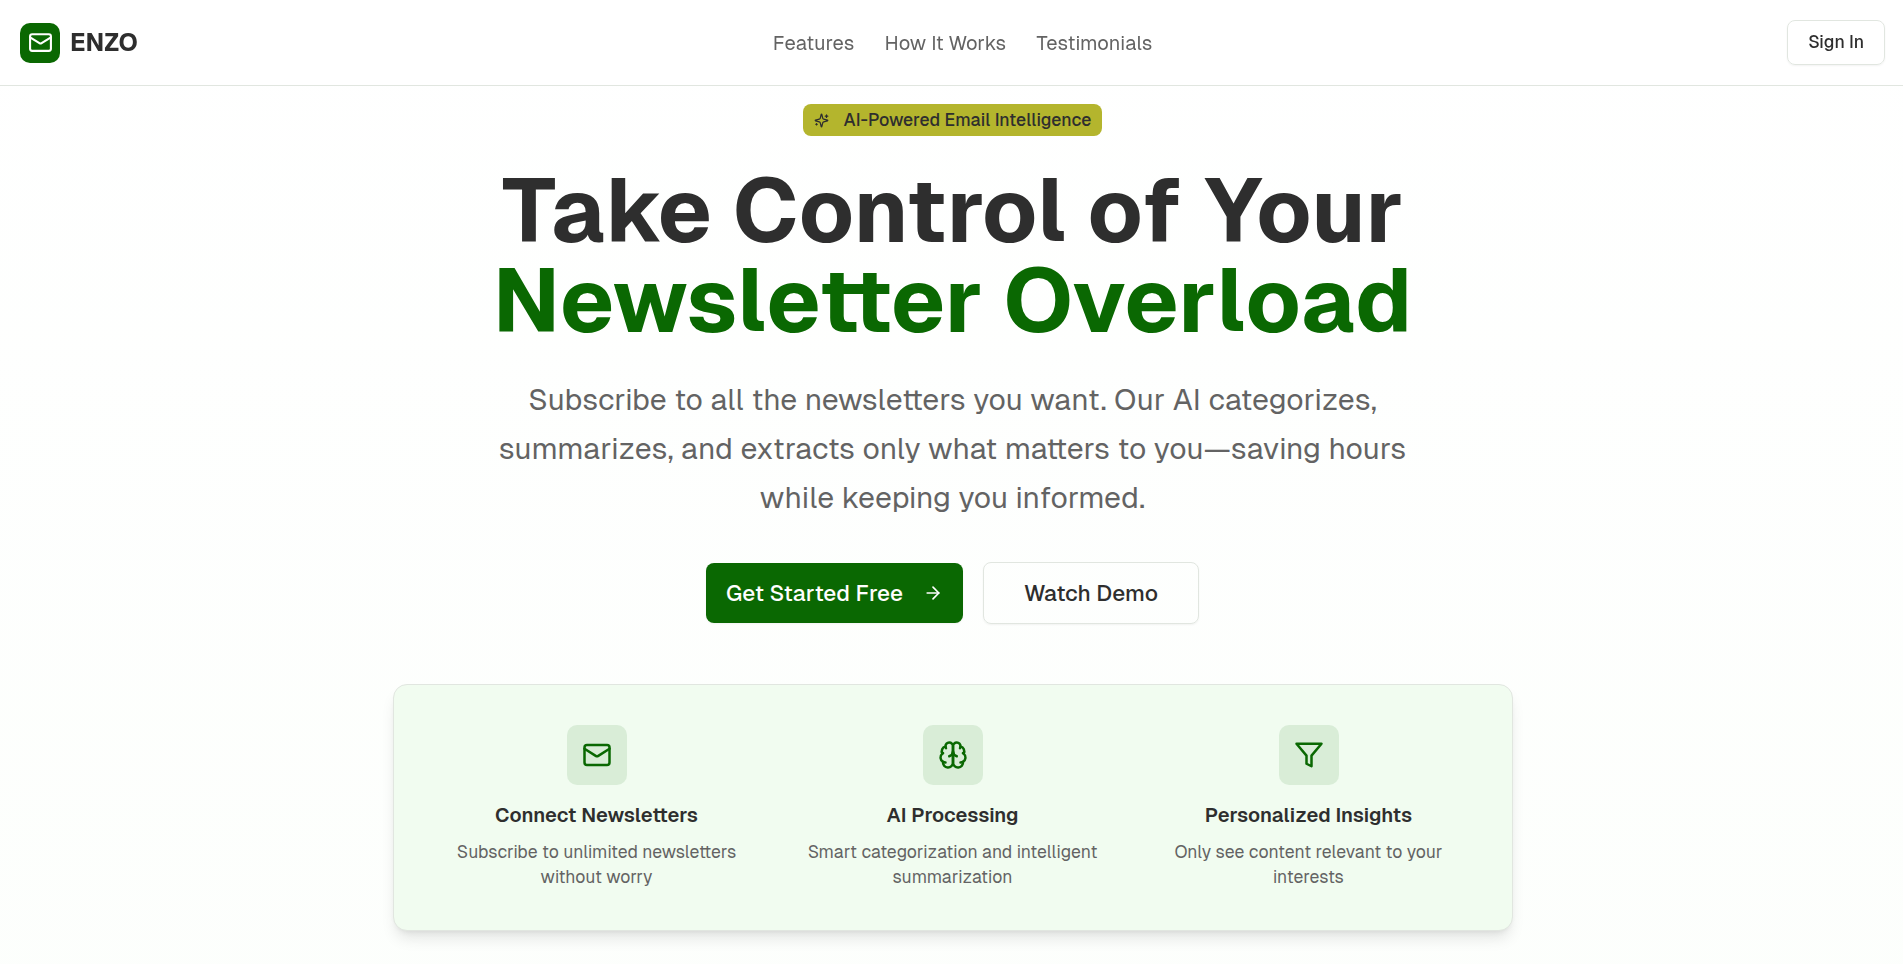 ENZO
Features
How It Works
Testimonials
Sign In
AI-Powered Email Intelligence
Take Control of Your
Newsletter Overload
Subscribe to all the newsletters you want. Our AI categorizes,
summarizes, and extracts only what matters to you—saving hours
while keeping you informed.
Get Started Free
Watch Demo
Connect Newsletters
Subscribe to unlimited newsletters
without worry
AI Processing
Smart categorization and intelligent
summarization
Personalized Insights
Only see content relevant to your
interests